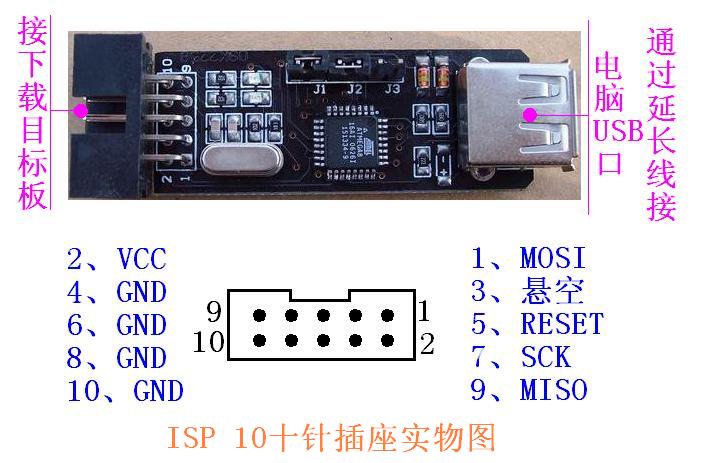 接下载目标板
10
9
2
1
J1
J2
J3
ATMEGA8
+
-
电脑USB口
通过延长线接
2、VCC
4、GND
6、GND
8、GND
10、GND
9
10
1
2
1、MOSI
3、悬空
5、RESET
7、SCK
9、MISO
ISP 10十针插座实物图